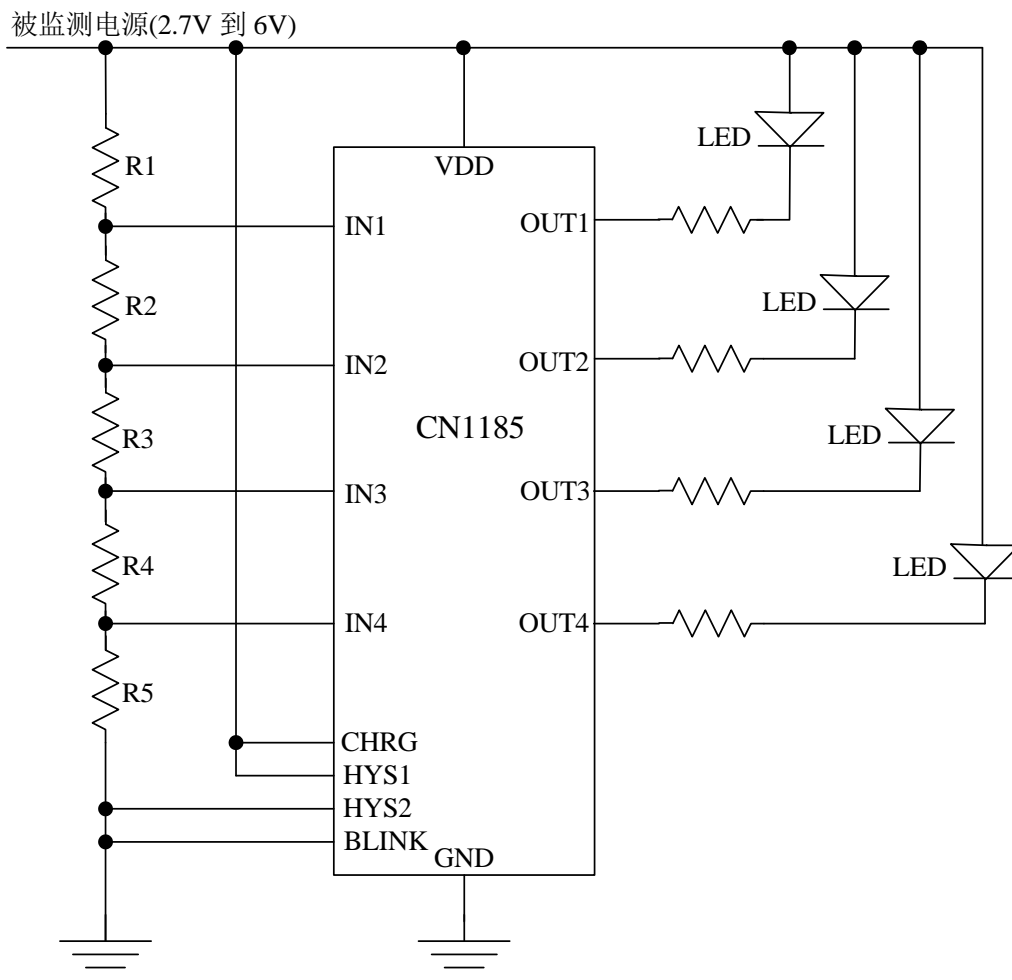 被监测电源(2.7V 到 6V)
LED
R1
VDD
IN1
OUT1
LED
R2
IN2
OUT2
CN1185
LED
R3
IN3
OUT3
LED
R4
IN4
OUT4
R5
CHRG
HYS1
HYS2
BLINK
GND